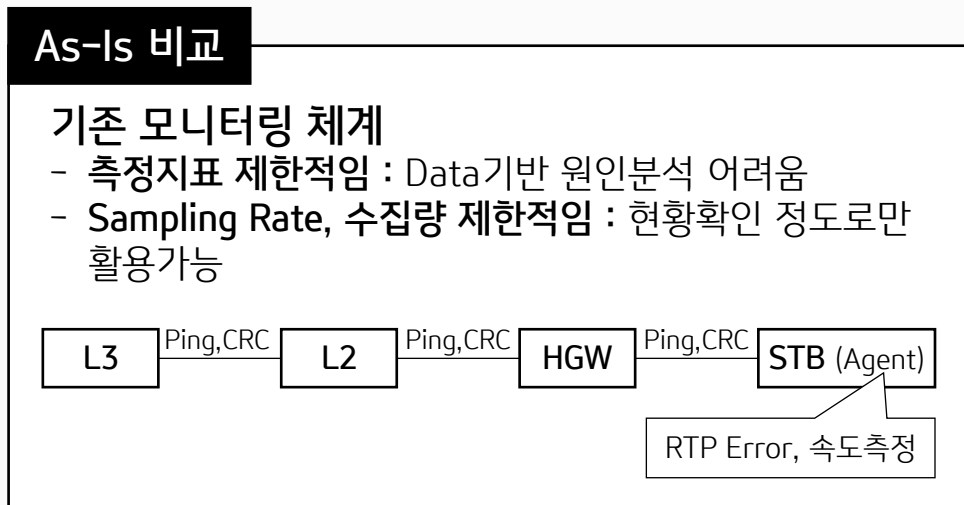 As-Is 비교
기존 모니터링 체계
- 측정지표 제한적임 : Data기반 원인분석 어려움
- Sampling Rate, 수집량 제한적임 : 현황확인 정도로만
활용가능
L3 Ping,CRC L2 Ping,CRC HGW Ping,CRC STB (Agent)
RTP Error, 속도측정